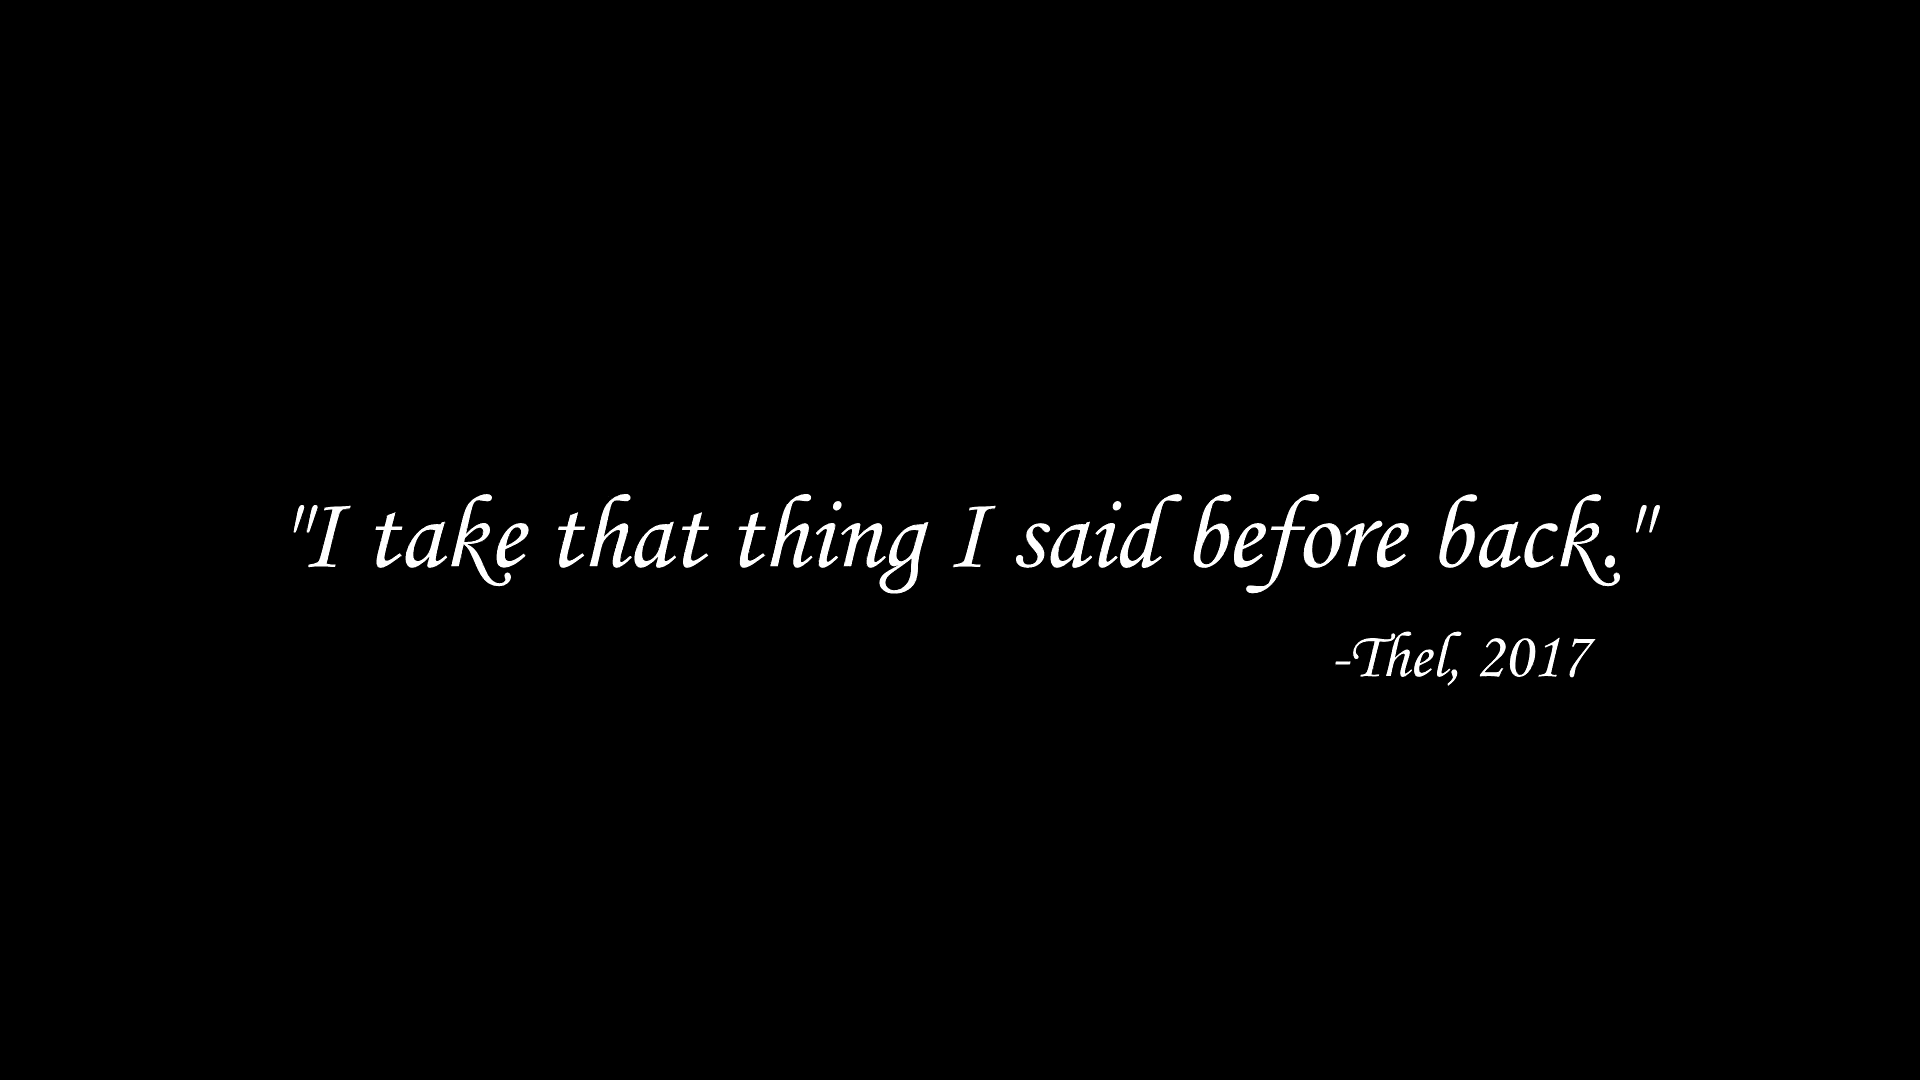 "I take that thing I said before back."
-Thel, 2017